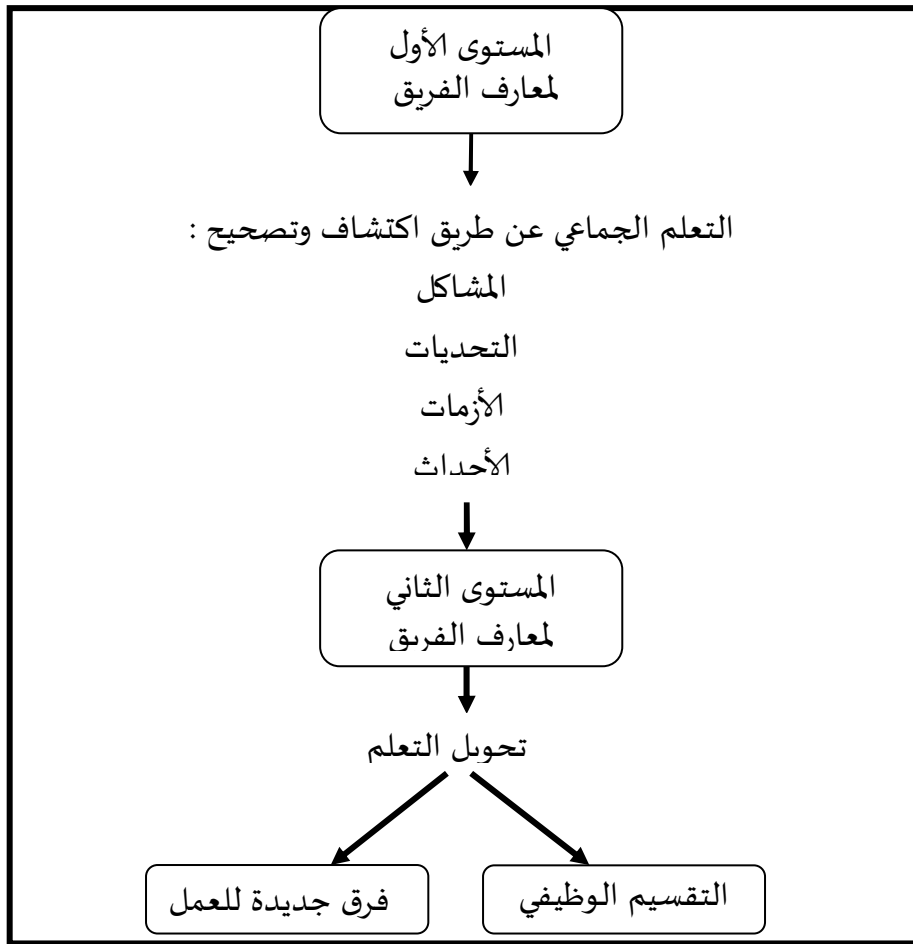 المستوى الأول
لمعارف الفريق
التعلم الجماعي عن طريق اكتشاف وتصحيح :
المشاكل
التحديات
الأزمات
الأحداث
المستوى الثاني
لمعارف الفريق
تحويل التعلم
التقسيم الوظيفي
فرق جديدة للعمل